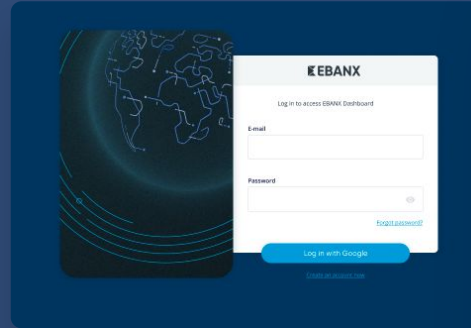 EBANX
Log in to access EBANX Dashboard
E-mail
Password
Forgot password?
Log in with Google
Create an account now